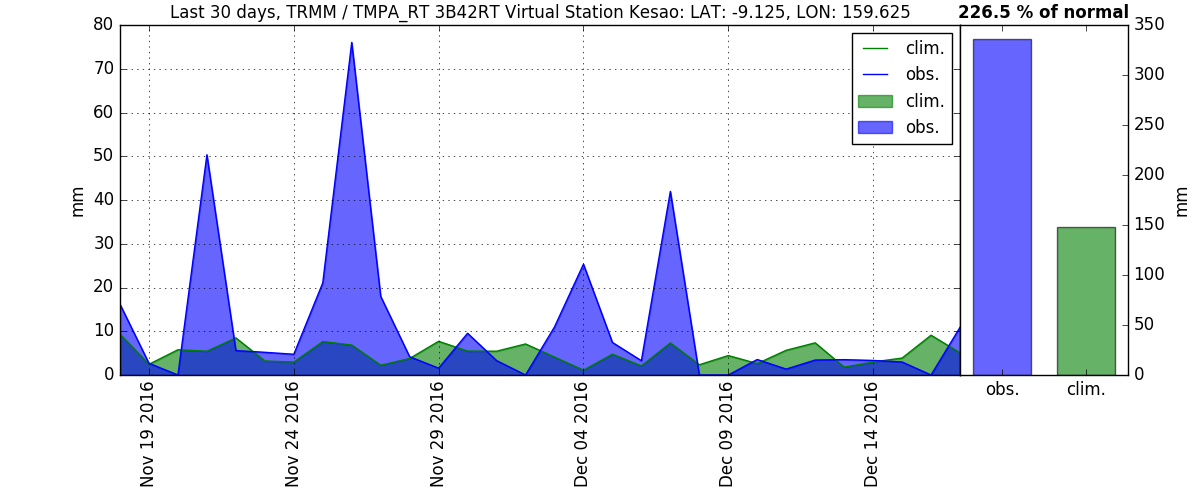 Last 30 days, TRMM / TMPA_RT 3B42RT Virtual Station Kesao: LAT: -9.125, LON: 159.625
226.5 % of normal
80
70
60
50
40
30
20
10
0
mm
clim.
obs.
clim.
obs.
Nov 19 2016
Nov 24 2016
Nov 29 2016
Dec 04 2016
Dec 09 2016
Dec 14 2016
350
300
250
200
150
100
50
0
mm
obs.
clim.